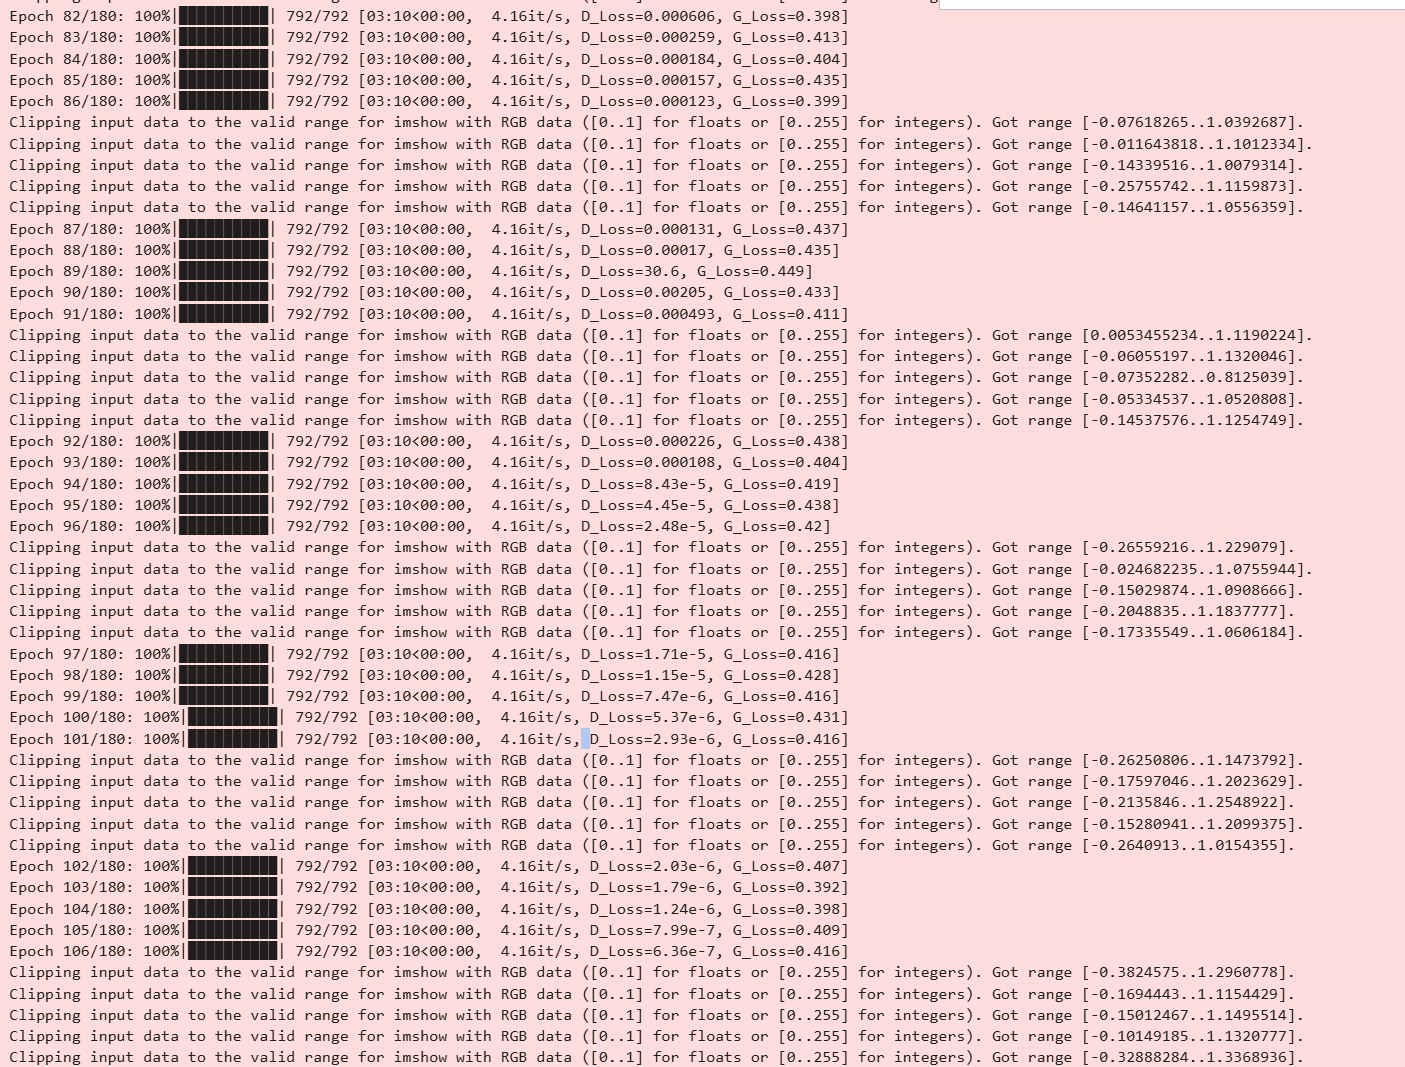 Epoch 82/180: 100%|██████████| 792/792 [03:10<00:00,  4.16it/s, D_Loss=0.000606, G_Loss=0.398]
Epoch 83/180: 100%|██████████| 792/792 [03:10<00:00,  4.16it/s, D_Loss=0.000259, G_Loss=0.413]
Epoch 84/180: 100%|██████████| 792/792 [03:10<00:00,  4.16it/s, D_Loss=0.000184, G_Loss=0.404]
Epoch 85/180: 100%|██████████| 792/792 [03:10<00:00,  4.16it/s, D_Loss=0.000157, G_Loss=0.435]
Epoch 86/180: 100%|██████████| 792/792 [03:10<00:00,  4.16it/s, D_Loss=0.000123, G_Loss=0.399]
Clipping input data to the valid range for imshow with RGB data ([0..1] for floats or [0..255] for integers). Got range [-0.07618265..1.0392687].
Clipping input data to the valid range for imshow with RGB data ([0..1] for floats or [0..255] for integers). Got range [-0.011643818..1.1012334].
Clipping input data to the valid range for imshow with RGB data ([0..1] for floats or [0..255] for integers). Got range [-0.14339516..1.0079314].
Clipping input data to the valid range for imshow with RGB data ([0..1] for floats or [0..255] for integers). Got range [-0.25755742..1.1159873].
Clipping input data to the valid range for imshow with RGB data ([0..1] for floats or [0..255] for integers). Got range [-0.14641157..1.0556359].
Epoch 87/180: 100%|██████████| 792/792 [03:10<00:00,  4.16it/s, D_Loss=0.000131, G_Loss=0.437]
Epoch 88/180: 100%|██████████| 792/792 [03:10<00:00,  4.16it/s, D_Loss=0.00017, G_Loss=0.435]
Epoch 89/180: 100%|██████████| 792/792 [03:10<00:00,  4.16it/s, D_Loss=30.6, G_Loss=0.449]
Epoch 90/180: 100%|██████████| 792/792 [03:10<00:00,  4.16it/s, D_Loss=0.00205, G_Loss=0.433]
Epoch 91/180: 100%|██████████| 792/792 [03:10<00:00,  4.16it/s, D_Loss=0.000493, G_Loss=0.411]
Clipping input data to the valid range for imshow with RGB data ([0..1] for floats or [0..255] for integers). Got range [0.0053455234..1.1190224].
Clipping input data to the valid range for imshow with RGB data ([0..1] for floats or [0..255] for integers). Got range [-0.06055197..1.1320046].
Clipping input data to the valid range for imshow with RGB data ([0..1] for floats or [0..255] for integers). Got range [-0.07352282..0.8125039].
Clipping input data to the valid range for imshow with RGB data ([0..1] for floats or [0..255] for integers). Got range [-0.05334537..1.0520808].
Clipping input data to the valid range for imshow with RGB data ([0..1] for floats or [0..255] for integers). Got range [-0.14537576..1.1254749].
Epoch 92/180: 100%|██████████| 792/792 [03:10<00:00,  4.16it/s, D_Loss=0.000226, G_Loss=0.438]
Epoch 93/180: 100%|██████████| 792/792 [03:10<00:00,  4.16it/s, D_Loss=0.000108, G_Loss=0.404]
Epoch 94/180: 100%|██████████| 792/792 [03:10<00:00,  4.16it/s, D_Loss=8.43e-5, G_Loss=0.419]
Epoch 95/180: 100%|██████████| 792/792 [03:10<00:00,  4.16it/s, D_Loss=4.45e-5, G_Loss=0.438]
Epoch 96/180: 100%|██████████| 792/792 [03:10<00:00,  4.16it/s, D_Loss=2.48e-5, G_Loss=0.42]
Clipping input data to the valid range for imshow with RGB data ([0..1] for floats or [0..255] for integers). Got range [-0.26559216..1.229079].
Clipping input data to the valid range for imshow with RGB data ([0..1] for floats or [0..255] for integers). Got range [-0.024682235..1.0755944].
Clipping input data to the valid range for imshow with RGB data ([0..1] for floats or [0..255] for integers). Got range [-0.15029874..1.0908666].
Clipping input data to the valid range for imshow with RGB data ([0..1] for floats or [0..255] for integers). Got range [-0.2048835..1.1837777].
Clipping input data to the valid range for imshow with RGB data ([0..1] for floats or [0..255] for integers). Got range [-0.17335549..1.0606184].
Epoch 97/180: 100%|██████████| 792/792 [03:10<00:00,  4.16it/s, D_Loss=1.71e-5, G_Loss=0.416]
Epoch 98/180: 100%|██████████| 792/792 [03:10<00:00,  4.16it/s, D_Loss=1.15e-5, G_Loss=0.428]
Epoch 99/180: 100%|██████████| 792/792 [03:10<00:00,  4.16it/s, D_Loss=7.47e-6, G_Loss=0.416]
Epoch 100/180: 100%|██████████| 792/792 [03:10<00:00,  4.16it/s, D_Loss=5.37e-6, G_Loss=0.431]
Epoch 101/180: 100%|██████████| 792/792 [03:10<00:00,  4.16it/s, D_Loss=2.93e-6, G_Loss=0.416]
Clipping input data to the valid range for imshow with RGB data ([0..1] for floats or [0..255] for integers). Got range [-0.26250806..1.1473792].
Clipping input data to the valid range for imshow with RGB data ([0..1] for floats or [0..255] for integers). Got range [-0.17597046..1.2023629].
Clipping input data to the valid range for imshow with RGB data ([0..1] for floats or [0..255] for integers). Got range [-0.2135846..1.2548922].
Clipping input data to the valid range for imshow with RGB data ([0..1] for floats or [0..255] for integers). Got range [-0.15280941..1.2099375].
Clipping input data to the valid range for imshow with RGB data ([0..1] for floats or [0..255] for integers). Got range [-0.2640913..1.0154355].
Epoch 102/180: 100%|██████████| 792/792 [03:10<00:00,  4.16it/s, D_Loss=2.03e-6, G_Loss=0.407]
Epoch 103/180: 100%|██████████| 792/792 [03:10<00:00,  4.16it/s, D_Loss=1.79e-6, G_Loss=0.392]
Epoch 104/180: 100%|██████████| 792/792 [03:10<00:00,  4.16it/s, D_Loss=1.24e-6, G_Loss=0.398]
Epoch 105/180: 100%|██████████| 792/792 [03:10<00:00,  4.16it/s, D_Loss=7.99e-7, G_Loss=0.409]
Epoch 106/180: 100%|██████████| 792/792 [03:10<00:00,  4.16it/s, D_Loss=6.36e-7, G_Loss=0.416]
Clipping input data to the valid range for imshow with RGB data ([0..1] for floats or [0..255] for integers). Got range [-0.3824575..1.2960778].
Clipping input data to the valid range for imshow with RGB data ([0..1] for floats or [0..255] for integers). Got range [-0.1694443..1.1154429].
Clipping input data to the valid range for imshow with RGB data ([0..1] for floats or [0..255] for integers). Got range [-0.15012467..1.1495514].
Clipping input data to the valid range for imshow with RGB data ([0..1] for floats or [0..255] for integers). Got range [-0.10149185..1.1320777].
Clipping input data to the valid range for imshow with RGB data ([0..1] for floats or [0..255] for integers). Got range [-0.32888284..1.3368936].